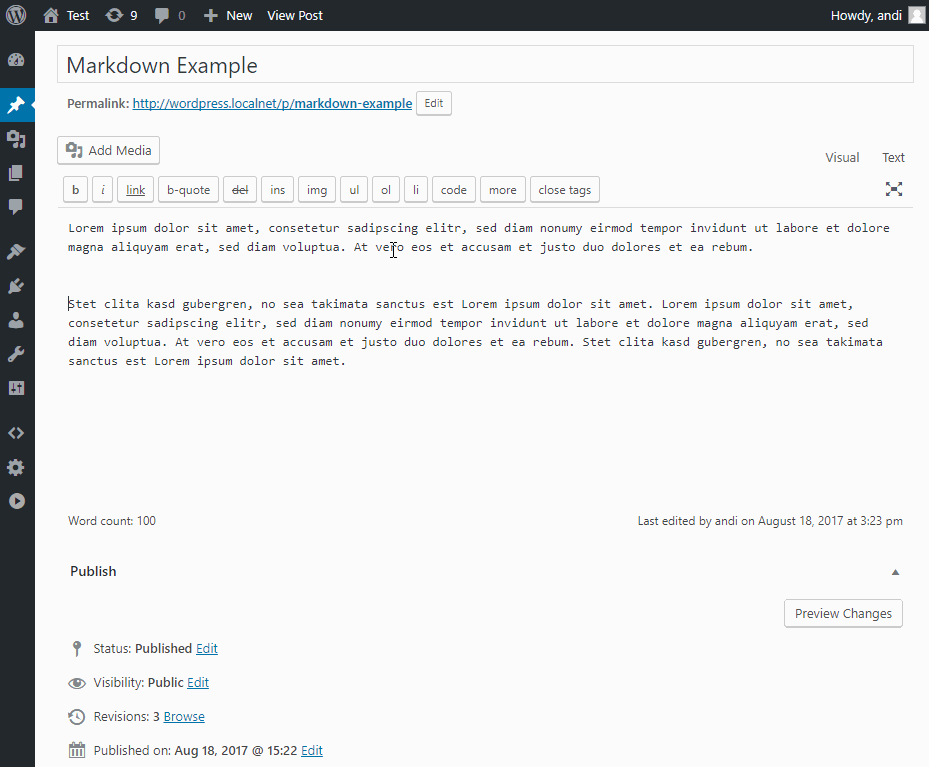 Test 9 0 New View Post Howdy, andi
Markdown Example
Permalink: http://wordpress.localnet/p/markdown-example Edit
Add Media
Visual Text
b i link b-quote del ins img ul ol li code more close tags
Lorem ipsum dolor sit amet, consetetur sadipscing elitr, sed diam nonumy eirmod tempor invidunt ut labore et dolore
magna aliquyam erat, sed diam voluptua. At vero eos et accusam et justo duo dolores et ea rebum.
Stet clita kasd gubergren, no sea takimata sanctus est Lorem ipsum dolor sit amet. Lorem ipsum dolor sit amet,
consetetur sadipscing elitr, sed diam nonumy eirmod tempor invidunt ut labore et dolore magna aliquyam erat, sed
diam voluptua. At vero eos et accusam et justo duo dolores et ea rebum. Stet clita kasd gubergren, no sea takimata
sanctus est Lorem ipsum dolor sit amet.
Word count: 100 Last edited by andi on August 18, 2017 at 3:23 pm
Publish
Preview Changes
Status: Published Edit
Visibility: Public Edit
Revisions: 3 Browse
Published on: Aug 18, 2017 @ 15:22 Edit